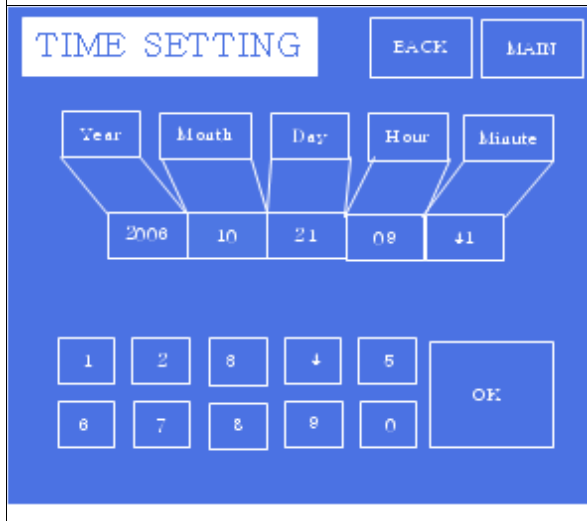 TIME SETTING BACK MAIN
Year Month Day Hour Minute
2006 10 21 09 41
1 2 3 4 5
6 7 8 9 0
OK